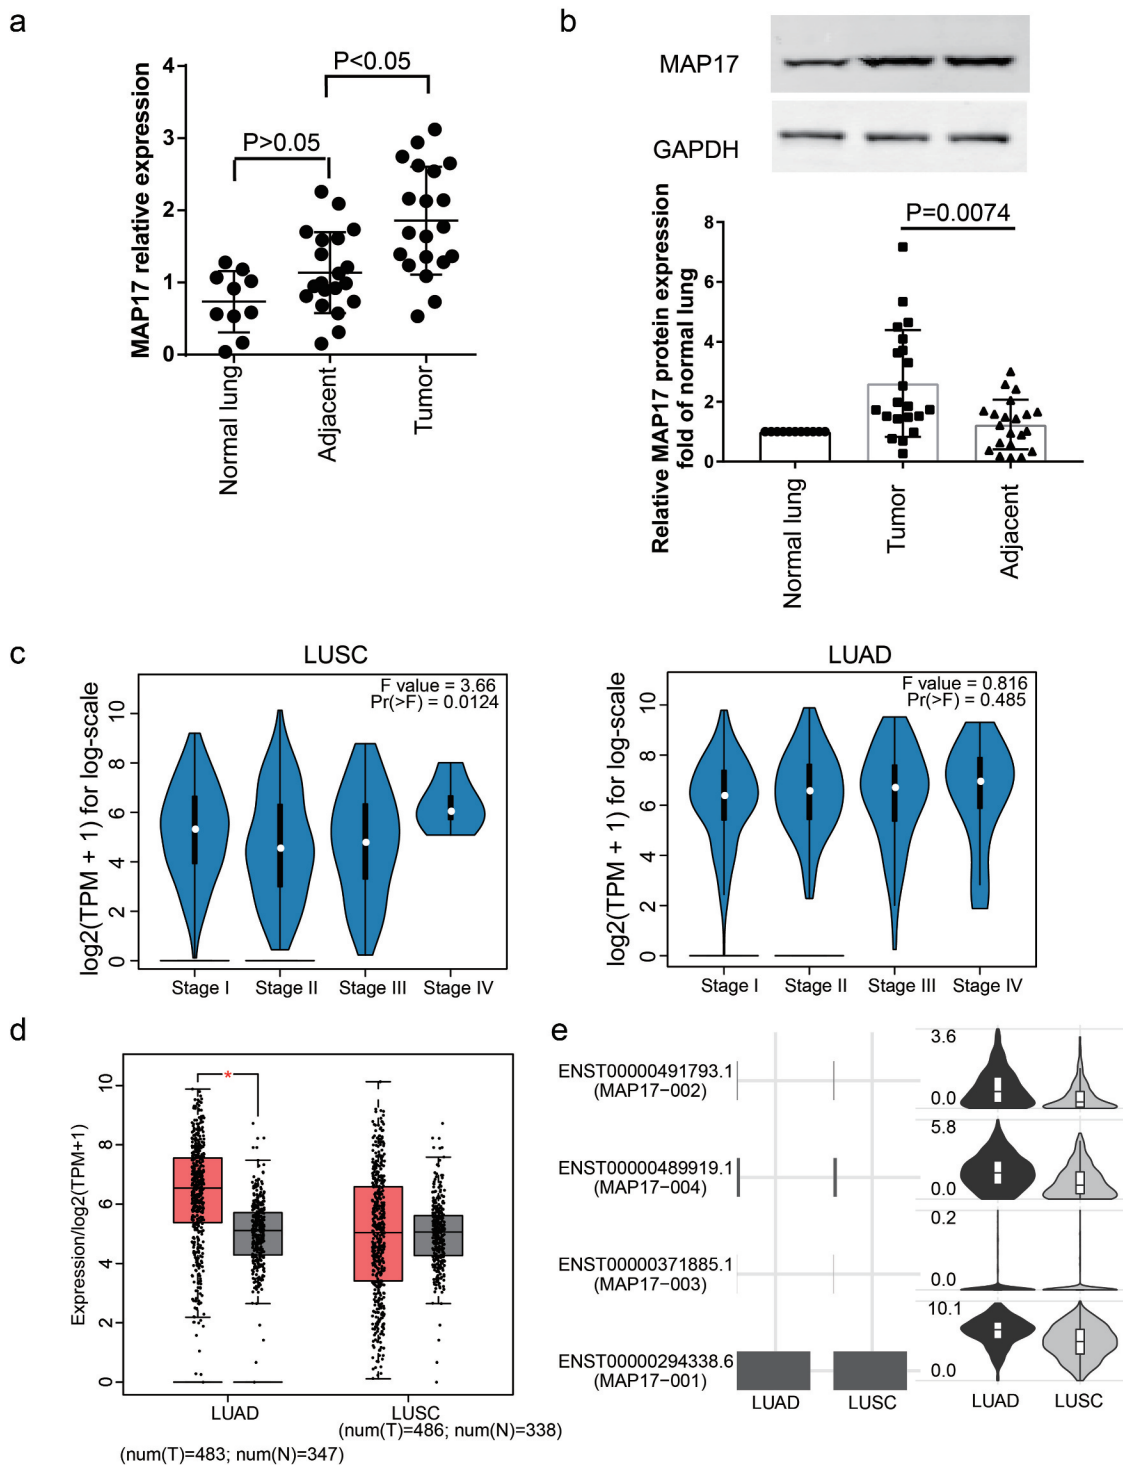 a
MAP17 relative expression
4
3
2
1
0
P>0.05
P<0.05
Normal lung
Adjacent
Tumor
b
MAP17
GAPDH
Relative MAP17 protein expression
fold of normal lung
8
6
4
2
0
P=0.0074
Normal lung
Tumor
Adjacent
c
LUSC
F value = 3.66
Pr(>F) = 0.0124
log2(TPM + 1) for log-scale
10
8
6
4
2
0
Stage I
Stage II
Stage III
Stage IV
LUAD
F value = 0.816
Pr(>F) = 0.485
log2(TPM + 1) for log-scale
10
8
6
4
2
0
Stage I
Stage II
Stage III
Stage IV
d
Expression/log2(TPM+1)
10
8
6
4
2
0
*
LUAD
(num(T)=483; num(N)=347)
LUSC
(num(T)=486; num(N)=338)
e
ENST00000491793.1
(MAP17-002)
3.6
0.0
ENST00000489919.1
(MAP17-004)
5.8
0.0
ENST00000371885.1
(MAP17-003)
0.2
0.0
ENST00000294338.6
(MAP17-001)
10.1
0.0
LUAD
LUSC
LUAD
LUSC